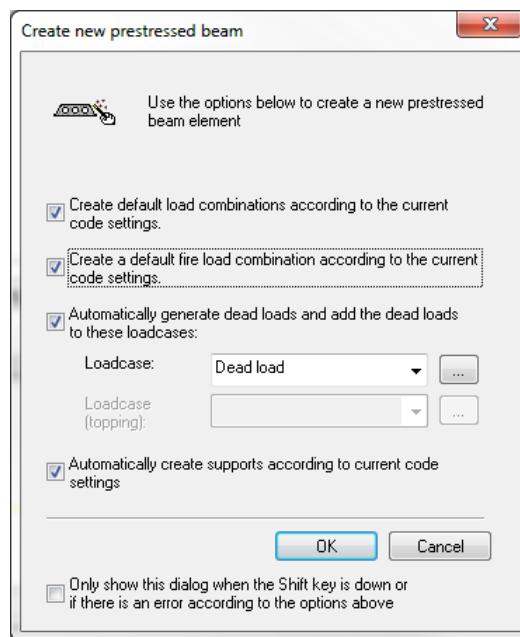 Create new prestressed beam
Use the options below to create a new prestressed
beam element
Create default load combinations according to the current
code settings.
Create a default fire load combination according to the current
code settings.
Automatically generate dead loads and add the dead loads
to these loadcases:
Loadcase:
Dead load
...
Loadcase
(topping):
...
Automatically create supports according to current code
settings
OK
Cancel
Only show this dialog when the Shift key is down or
if there is an error according to the options above